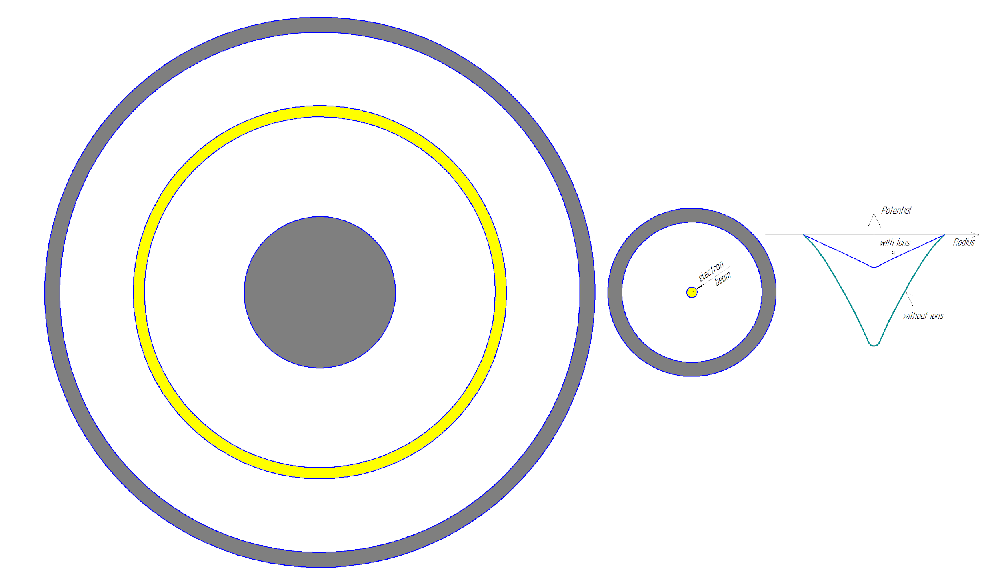 Potential
with ions
Radius
electron
beam
without ions